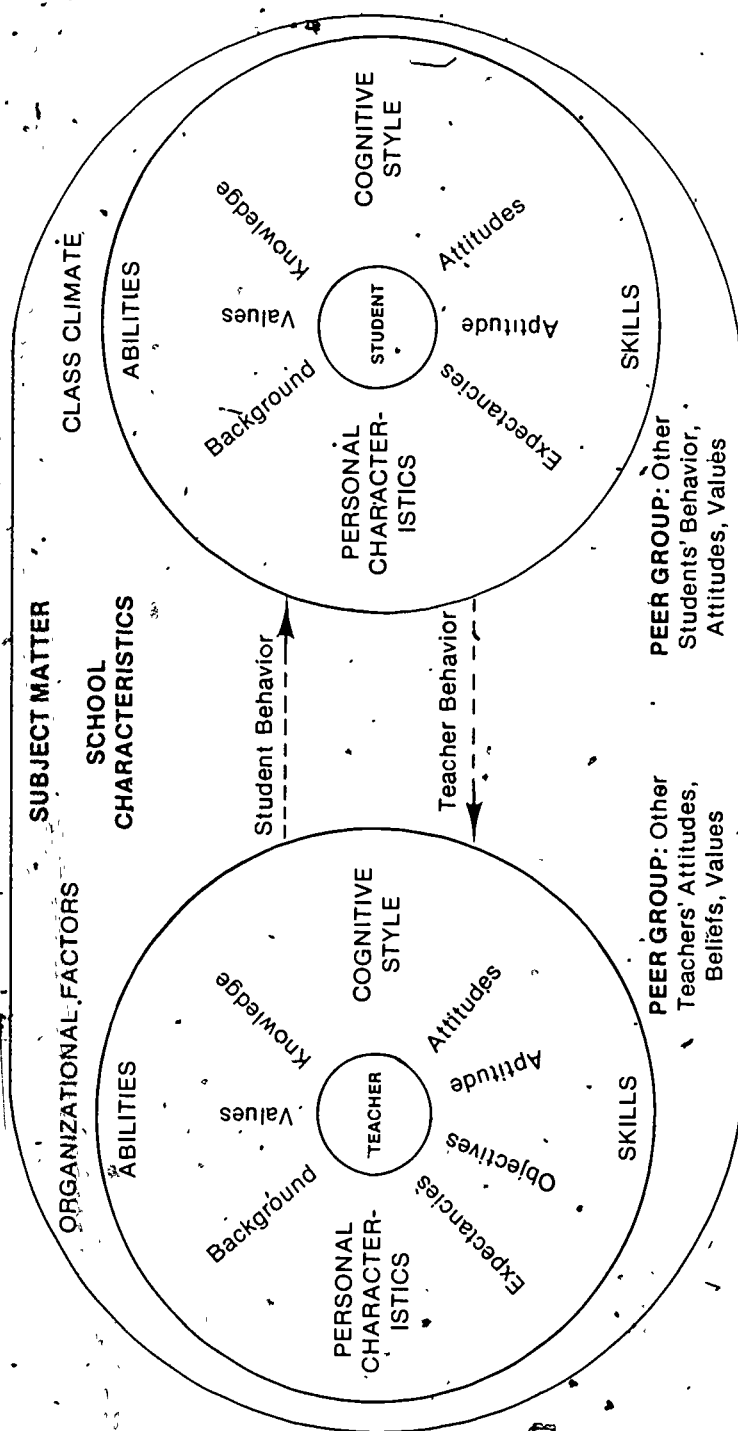 SUBJECT MATTER
ORGANIZATIONAL FACTORS
SCHOOL
CHARACTERISTICS
CLASS CLIMATE
ABILITIES
Background
Values
Knowledge
PERSONAL
CHARACTER-
ISTICS
TEACHER
COGNITIVE
STYLE
Expectancies
Objectives
Aptitude
Attitudes
SKILLS
Student Behavior
Teacher Behavior
ABILITIES
Background
Values
Knowledge
PERSONAL
CHARACTER-
ISTICS
STUDENT
COGNITIVE
STYLE
Expectancies
Aptitude
Attitudes
SKILLS
PEER GROUP: Other
Teachers' Attitudes,
Beliefs, Values
PEER GROUP: Other
Students' Behavior,
Attitudes, Values